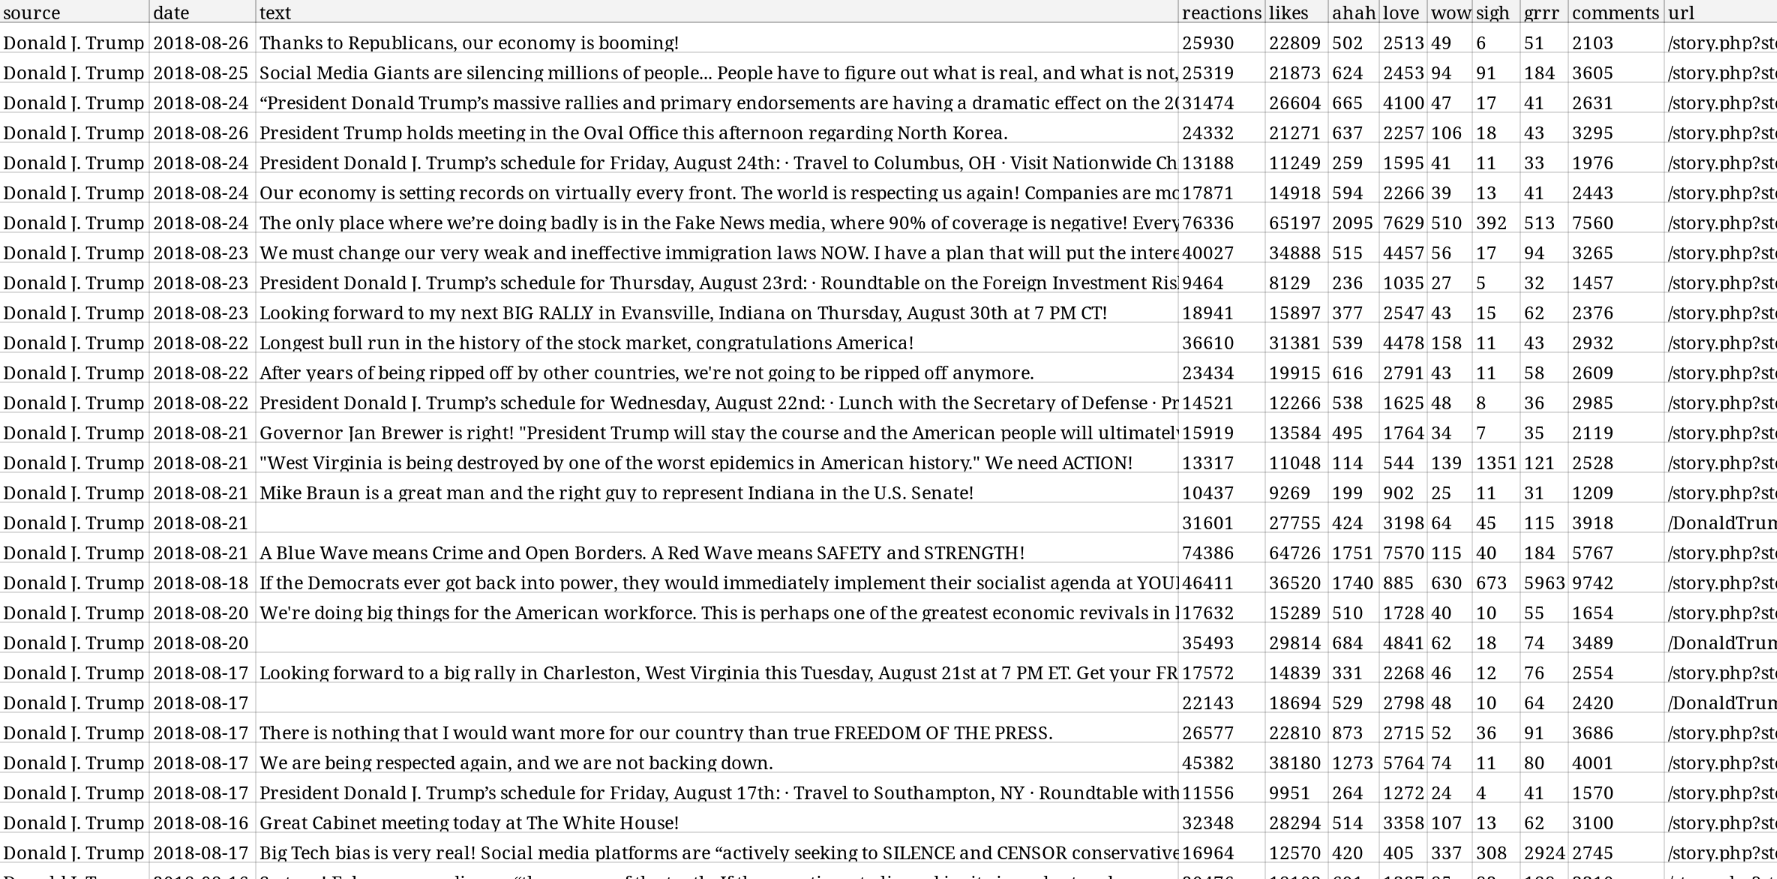 source date text reactions likes ahah love wow sigh grrr comments url
Donald J. Trump 2018-08-26 Thanks to Republicans, our economy is booming! 25930 22809 502 2513 49 6 51 2103 /story.php?st
Donald J. Trump 2018-08-25 Social Media Giants are silencing millions of people... People have to figure out what is real, and what is not, 25319 21873 624 2453 94 91 184 3605 /story.php?st
Donald J. Trump 2018-08-24 “President Donald Trump’s massive rallies and primary endorsements are having a dramatic effect on the 2 31474 26604 665 4100 47 17 41 2631 /story.php?st
Donald J. Trump 2018-08-26 President Trump holds meeting in the Oval Office this afternoon regarding North Korea. 24332 21271 637 2257 106 18 43 3295 /story.php?st
Donald J. Trump 2018-08-24 President Donald J. Trump’s schedule for Friday, August 24th: · Travel to Columbus, OH · Visit Nationwide Ch 13188 11249 259 1595 41 11 33 1976 /story.php?st
Donald J. Trump 2018-08-24 Our economy is setting records on virtually every front. The world is respecting us again! Companies are mo 17871 14918 594 2266 39 13 41 2443 /story.php?st
Donald J. Trump 2018-08-24 The only place where we’re doing badly is in the Fake News media, where 90% of coverage is negative! Every 76336 65197 2095 7629 510 392 513 7560 /story.php?st
Donald J. Trump 2018-08-23 We must change our very weak and ineffective immigration laws NOW. I have a plan that will put the intere 40027 34888 515 4457 56 17 94 3265 /story.php?st
Donald J. Trump 2018-08-23 President Donald J. Trump’s schedule for Thursday, August 23rd: · Roundtable on the Foreign Investment Ris 9464 8129 236 1035 27 5 32 1457 /story.php?st
Donald J. Trump 2018-08-23 Looking forward to my next BIG RALLY in Evansville, Indiana on Thursday, August 30th at 7 PM CT! 18941 15897 377 2547 43 15 62 2376 /story.php?st
Donald J. Trump 2018-08-22 Longest bull run in the history of the stock market, congratulations America! 36610 31381 539 4478 158 11 43 2932 /story.php?st
Donald J. Trump 2018-08-22 After years of being ripped off by other countries, we're not going to be ripped off anymore. 23434 19915 616 2791 43 11 58 2609 /story.php?st
Donald J. Trump 2018-08-22 President Donald J. Trump’s schedule for Wednesday, August 22nd: · Lunch with the Secretary of Defense · Pr 14521 12266 538 1625 48 8 36 2985 /story.php?st
Donald J. Trump 2018-08-21 Governor Jan Brewer is right! "President Trump will stay the course and the American people will ultimatel 15919 13584 495 1764 34 7 35 2119 /story.php?st
Donald J. Trump 2018-08-21 "West Virginia is being destroyed by one of the worst epidemics in American history." We need ACTION! 13317 11048 114 544 139 1351 121 2528 /story.php?st
Donald J. Trump 2018-08-21 Mike Braun is a great man and the right guy to represent Indiana in the U.S. Senate! 10437 9269 199 902 25 11 31 1209 /story.php?st
Donald J. Trump 2018-08-21 31601 27755 424 3198 64 45 115 3918 /DonaldTrum
Donald J. Trump 2018-08-21 A Blue Wave means Crime and Open Borders. A Red Wave means SAFETY and STRENGTH! 74386 64726 1751 7570 115 40 184 5767 /story.php?st
Donald J. Trump 2018-08-18 If the Democrats ever got back into power, they would immediately implement their socialist agenda at YOU 46411 36520 1740 885 630 673 5963 9742 /story.php?st
Donald J. Trump 2018-08-20 We're doing big things for the American workforce. This is perhaps one of the greatest economic revivals in 17632 15289 510 1728 40 10 55 1654 /story.php?st
Donald J. Trump 2018-08-20 35493 29814 684 4841 62 18 74 3489 /DonaldTrum
Donald J. Trump 2018-08-17 Looking forward to a big rally in Charleston, West Virginia this Tuesday, August 21st at 7 PM ET. Get your FR 17572 14839 331 2268 46 12 76 2554 /story.php?st
Donald J. Trump 2018-08-17 22143 18694 529 2798 48 10 64 2420 /DonaldTrum
Donald J. Trump 2018-08-17 There is nothing that I would want more for our country than true FREEDOM OF THE PRESS. 26577 22810 873 2715 52 36 91 3686 /story.php?st
Donald J. Trump 2018-08-17 We are being respected again, and we are not backing down. 45382 38180 1273 5764 74 11 80 4001 /story.php?st
Donald J. Trump 2018-08-17 President Donald J. Trump’s schedule for Friday, August 17th: · Travel to Southampton, NY · Roundtable with 11556 9951 264 1272 24 4 41 1570 /story.php?st
Donald J. Trump 2018-08-16 Great Cabinet meeting today at The White House! 32348 28294 514 3358 107 13 62 3100 /story.php?st
Donald J. Trump 2018-08-17 Big Tech bias is very real! Social media platforms are “actively seeking to SILENCE and CENSOR conservative 16964 12570 420 405 337 308 2924 2745 /story.php?st